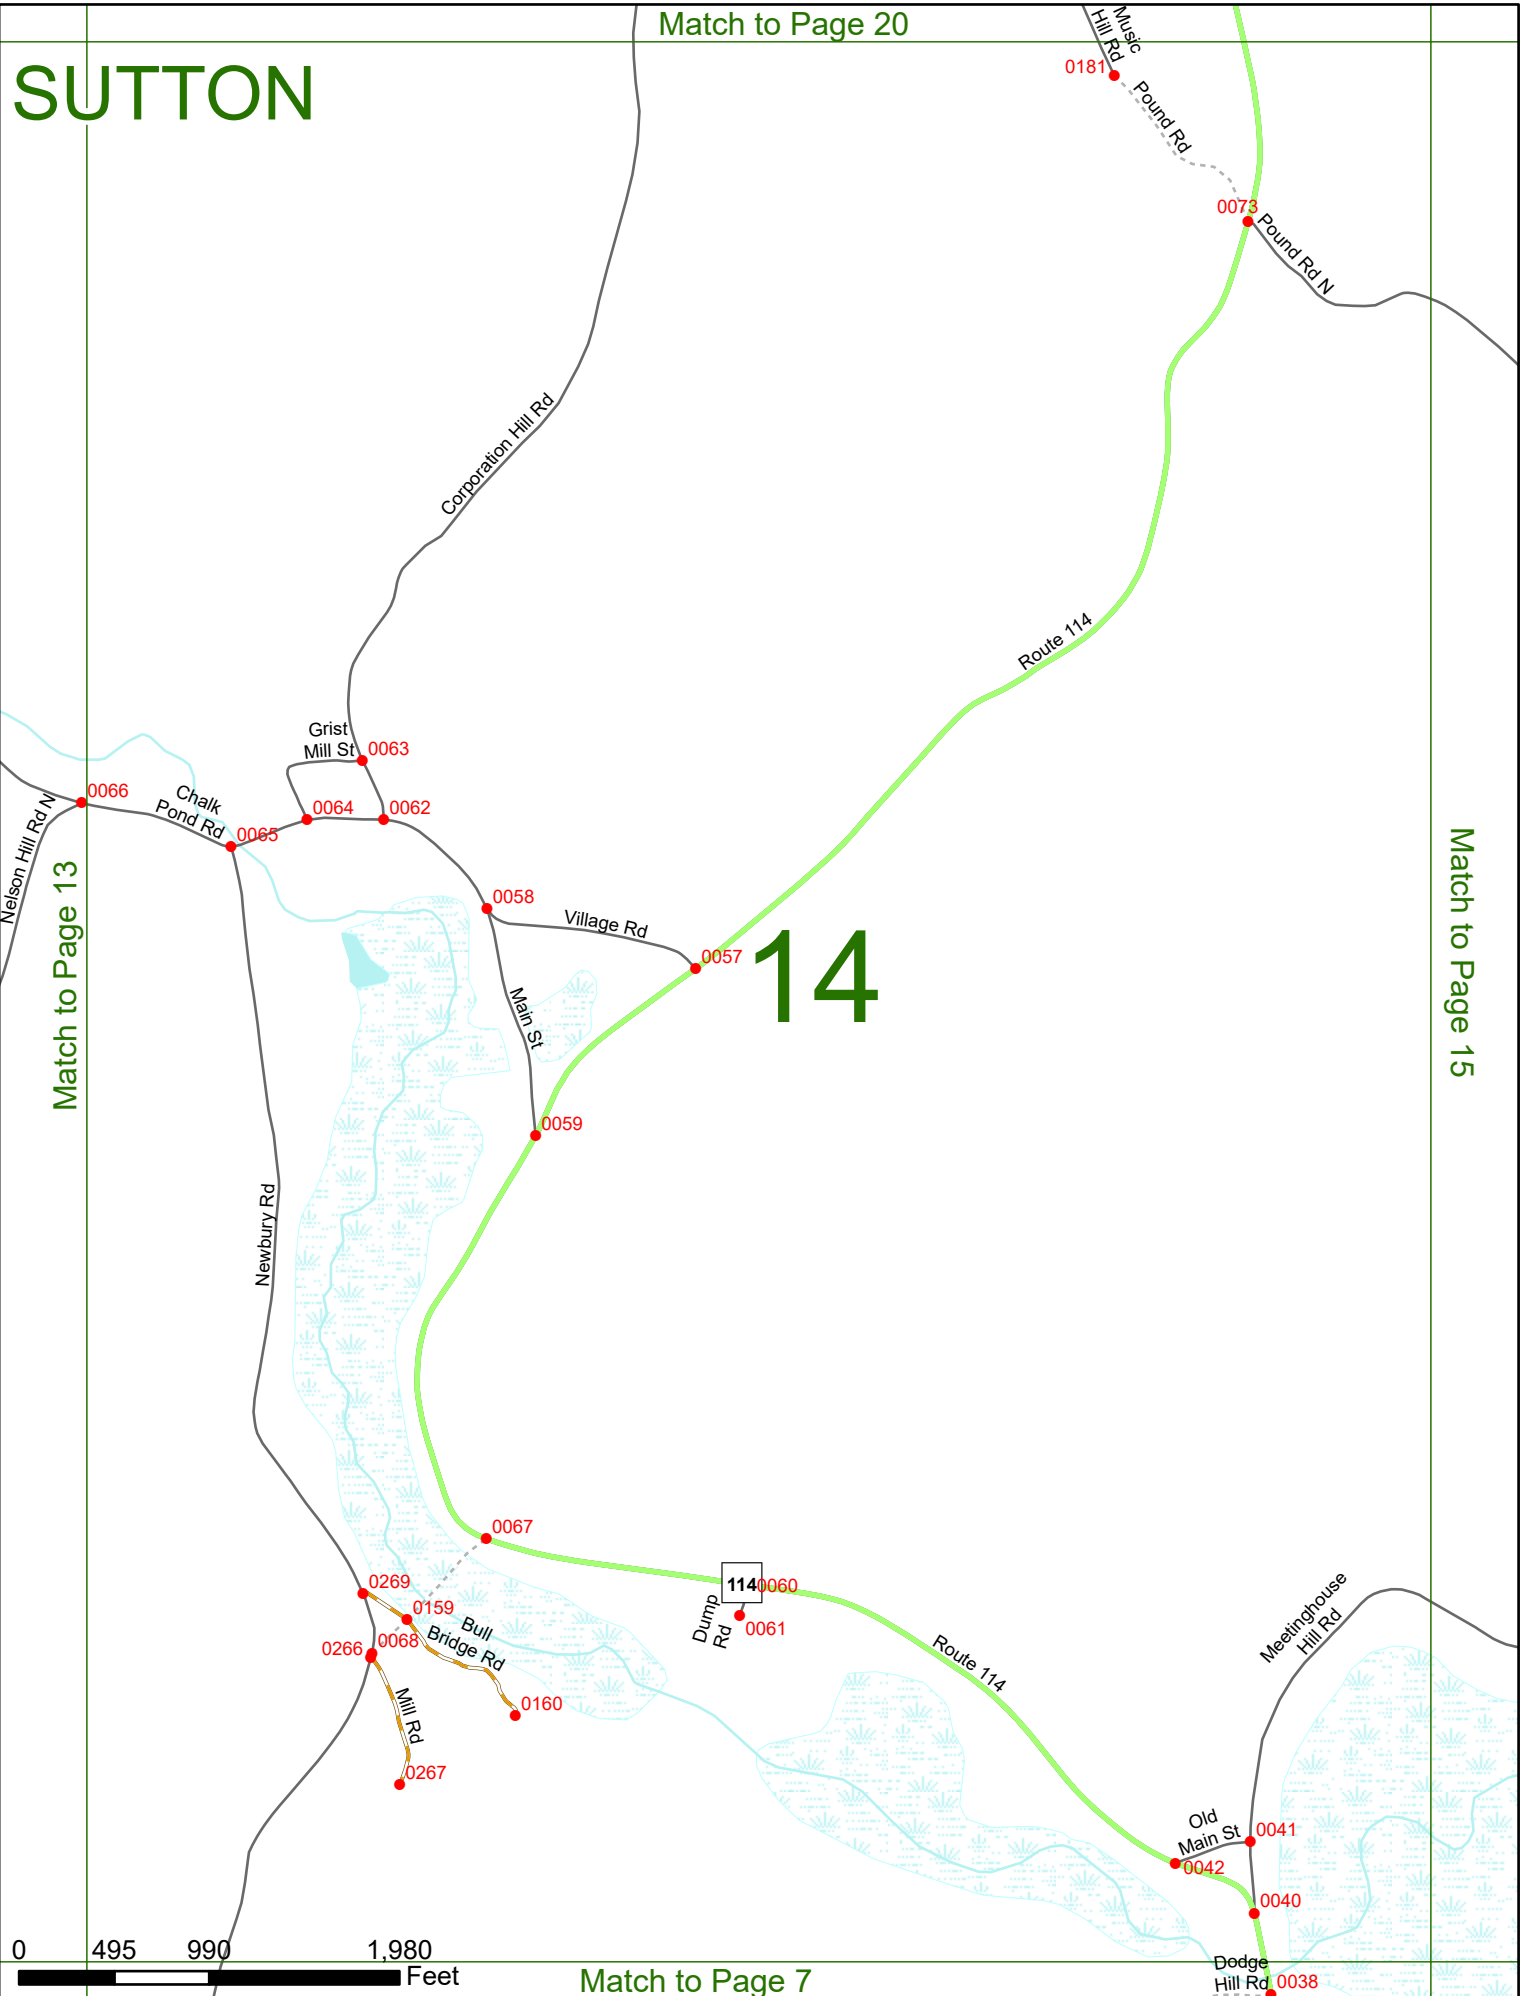 Match to Page 20
SUTTON
Music
Hill Rd
0181
Pound Rd
0073
Pound Rd N
Corporation Hill Rd
Route 114
Grist
Mill St
0063
0066
Chalk
Pond Rd
0064
0062
0065
Nelson Hill Rd N
Match to Page 13
Match to Page 15
0058
Village Rd
0057
14
Main St
0059
Newbury Rd
0067
114
0060
Dump
Rd
0061
0269
0159
Bull
Bridge Rd
0266
0068
0160
Mill Rd
0267
Route 114
Meetinghouse
Hill Rd
Old
Main St
0041
0042
0040
0 495 990 1,980
Feet
Match to Page 7
Dodge
Hill Rd
0038